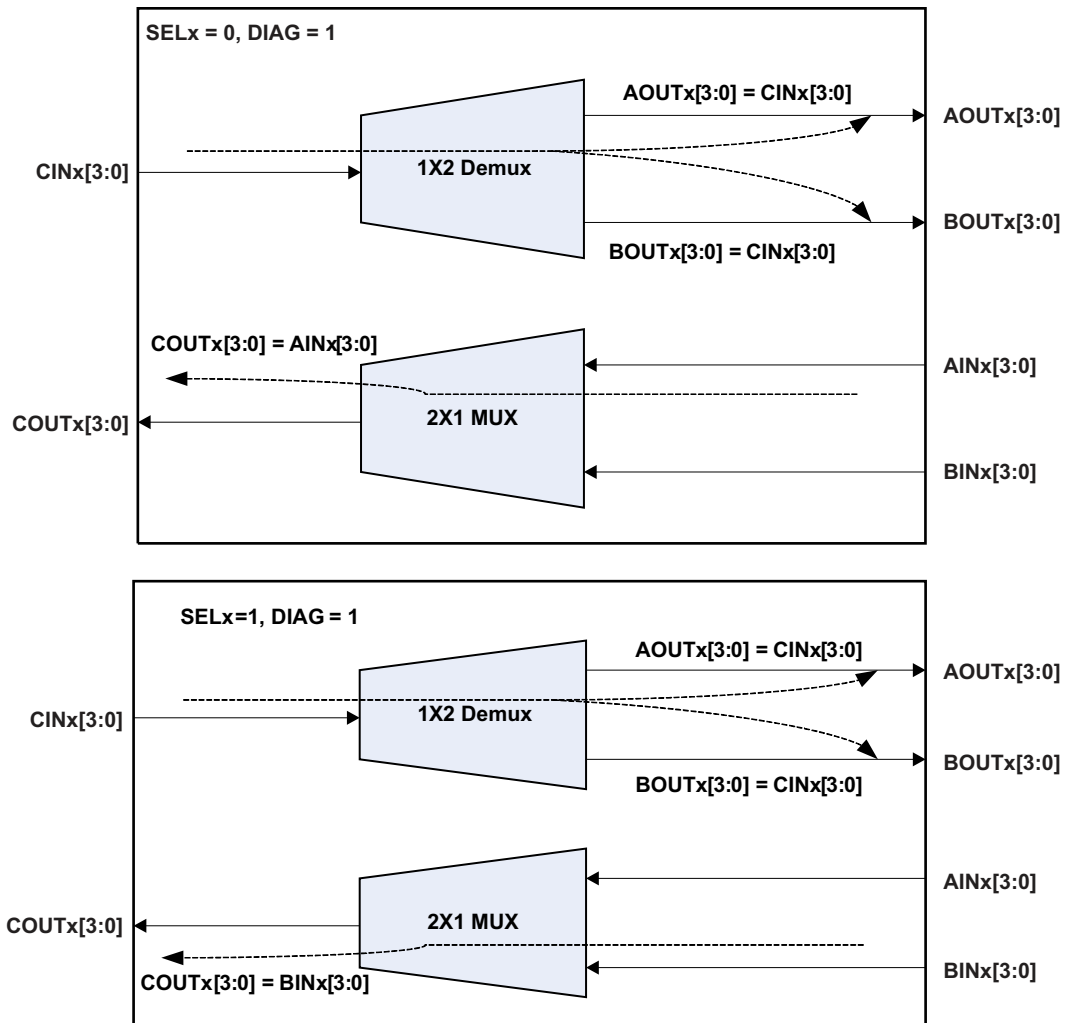 SELx = 0, DIAG = 1
AOUTx[3:0] = CINx[3:0]
AOUTx[3:0]
CINx[3:0]
1X2 Demux
BOUTx[3:0]
BOUTx[3:0] = CINx[3:0]
COUTx[3:0] = AINx[3:0]
AINx[3:0]
COUTx[3:0]
2X1 MUX
BINx[3:0]
SELx=1, DIAG = 1
AOUTx[3:0] = CINx[3:0]
AOUTx[3:0]
CINx[3:0]
1X2 Demux
BOUTx[3:0]
BOUTx[3:0] = CINx[3:0]
AINx[3:0]
COUTx[3:0]
2X1 MUX
BINx[3:0]
COUTx[3:0] = BINx[3:0]